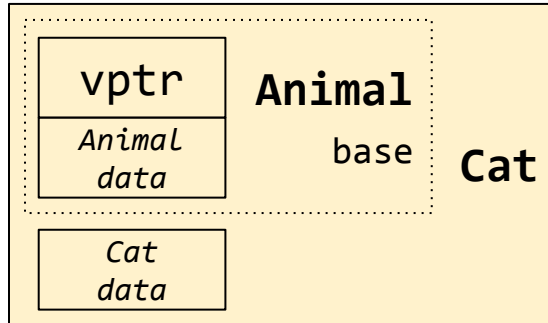 vptr
Animal
data
Animal
base
Cat
Cat
data